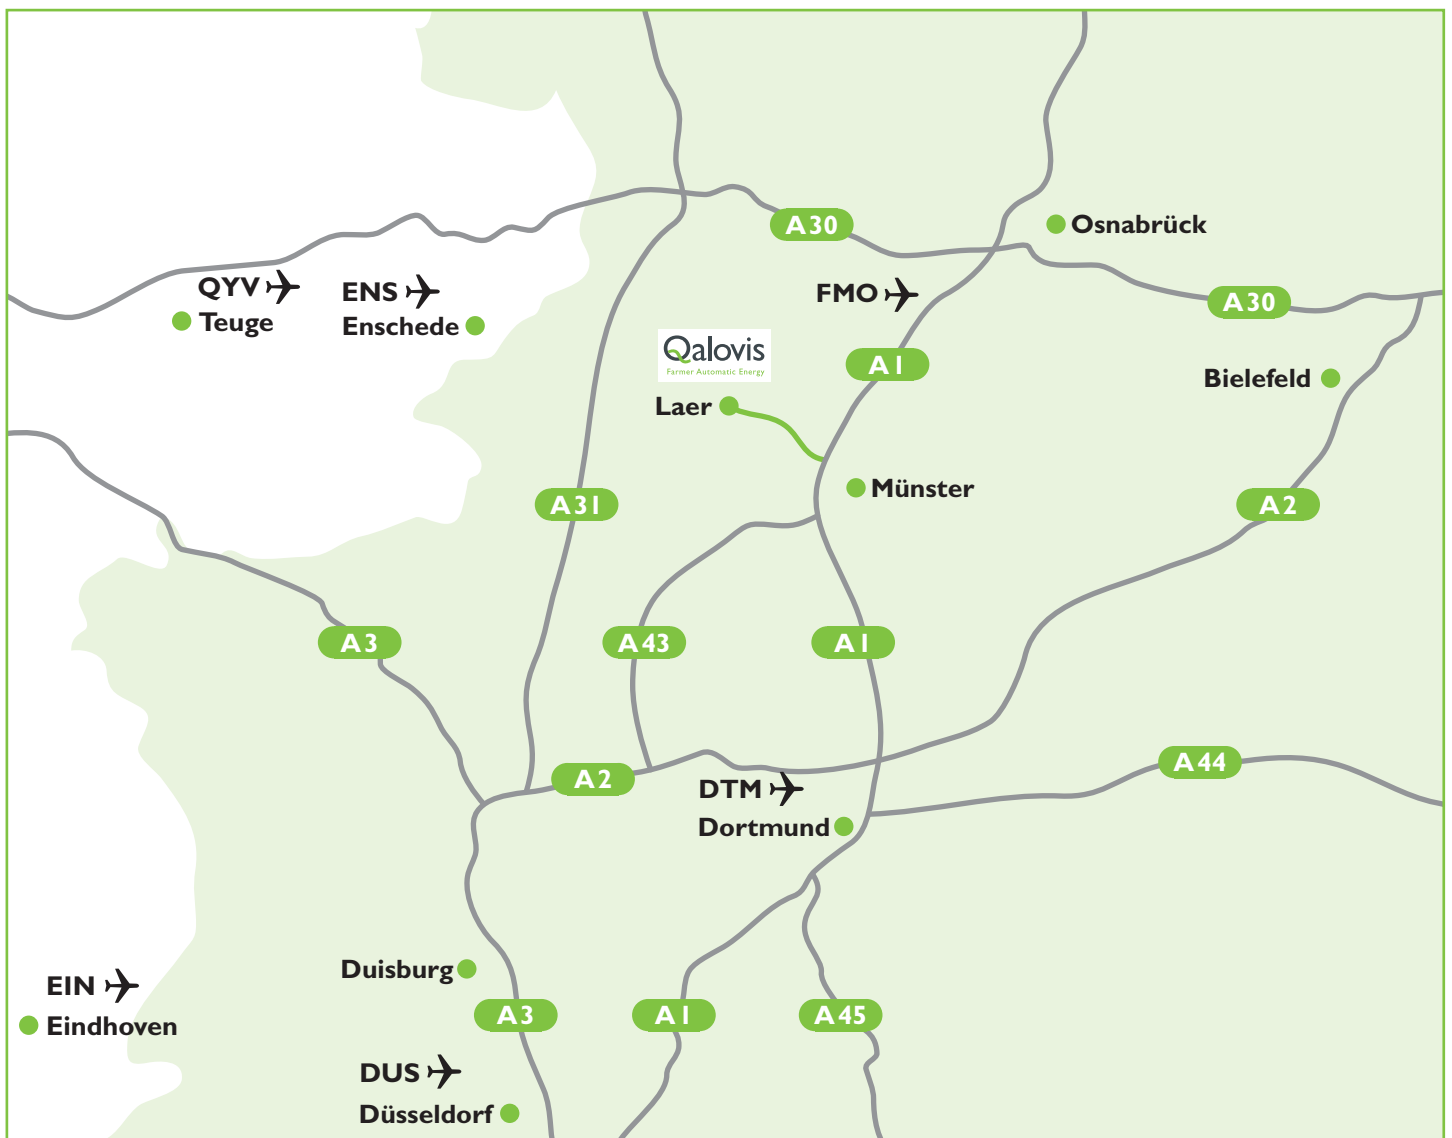 A30
Osnabrück
QYV
Teuge
ENS
Enschede
FMO
A30
Qalovis
Farmer Automatic Energy
A1
Laer
Bielefeld
Münster
A31
A2
A3
A43
A1
A2
A44
DTM
Dortmund
Duisburg
EIN
Eindhoven
A3
A1
A45
DUS
Düsseldorf